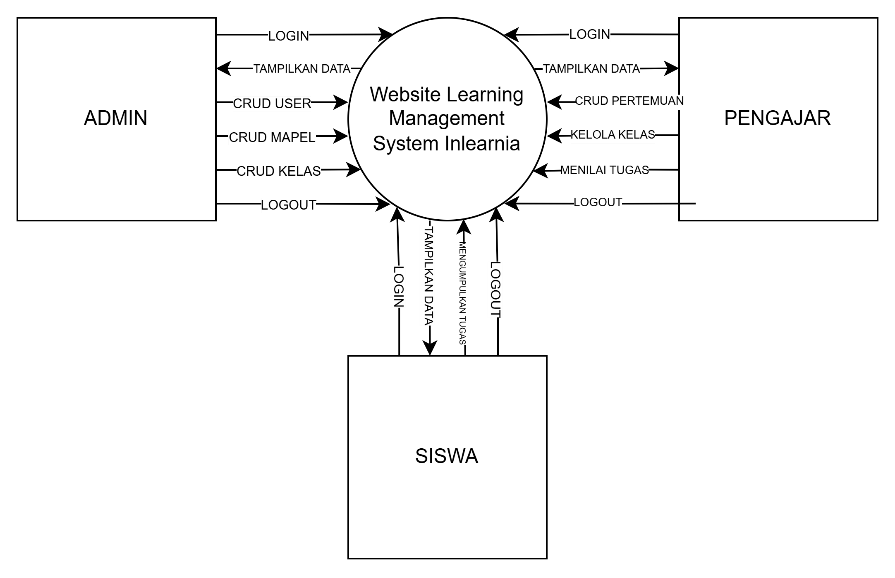 ADMIN
LOGIN
TAMPILKAN DATA
CRUD USER
CRUD MAPEL
CRUD KELAS
LOGOUT
Website Learning
Management
System Inlearnia
LOGIN
TAMPILKAN DATA
CRUD PERTEMUAN
KELOLA KELAS
MENILAI TUGAS
LOGOUT
PENGAJAR
LOGIN
TAMPILKAN DATA
MENGUMPULKAN TUGAS
LOGOUT
SISWA